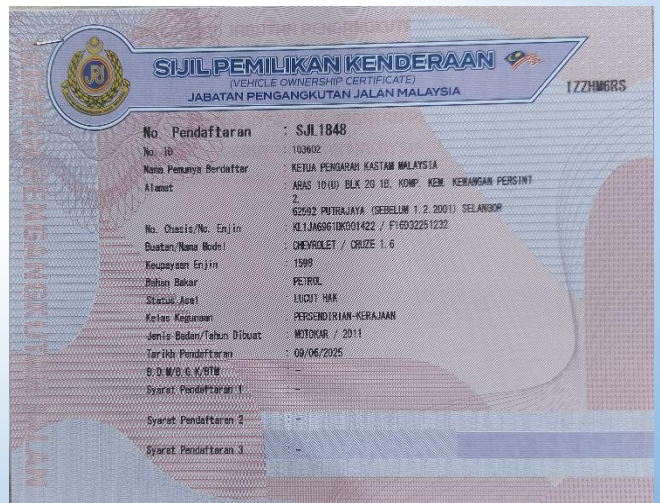 SIJIL PEMILIKAN KENDERAAN
(VEHICLE OWNERSHIP CERTIFICATE)
JABATAN PENGANGKUTAN JALAN MALAYSIA
1ZZHM6RS
No. Pendaftaran : SJL1848
No. ID : 103602
Nama Pemunya Berdaftar : KETUA PENGARAH KASTAM MALAYSIA
Alamat : ARAS 10(U) BLK 2G 1B, KOMP. KEM. KEWANGAN PERSINT
2,
62592 PUTRAJAYA (SEBELUM 1.2.2001) SELANGOR
No. Chasis/No. Enjin : KL1JA6961DK001422 / F16D32251232
Buatan/Nama Model : CHEVROLET / CRUZE 1.6
Keupayaan Enjin : 1598
Bahan Bakar : PETROL
Status Asal : LUCUT HAK
Kelas Kegunaan : PERSENDIRIAN-KERAJAAN
Jenis Badan/Tahun Dibuat : MOTOKAR / 2011
Tarikh Pendaftaran : 09/06/2025
B.D.M/B.G.K/BTM : -
Syarat Pendaftaran 1 : -
Syarat Pendaftaran 2 : -
Syarat Pendaftaran 3 : -